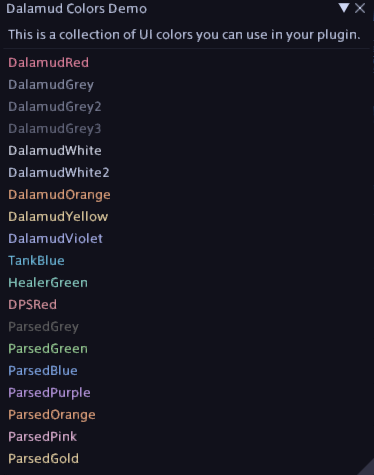 Dalamud Colors Demo
This is a collection of UI colors you can use in your plugin.
DalamudRed
DalamudGrey
DalamudGrey2
DalamudGrey3
DalamudWhite
DalamudWhite2
DalamudOrange
DalamudYellow
DalamudViolet
TankBlue
HealerGreen
DPSRed
ParsedGrey
ParsedGreen
ParsedBlue
ParsedPurple
ParsedOrange
ParsedPink
ParsedGold